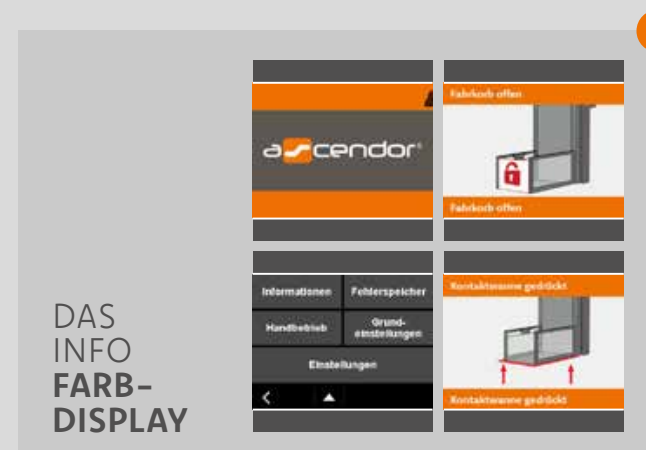 ascendor
Fahrkorb offen
Fahrkorb offen
Informationen
Fehlerspeicher
Handbetrieb
Grund-
einstellungen
Einstellungen
Kontaktwanne gedrückt
Kontaktwanne gedrückt
DAS
INFO
FARB-
DISPLAY